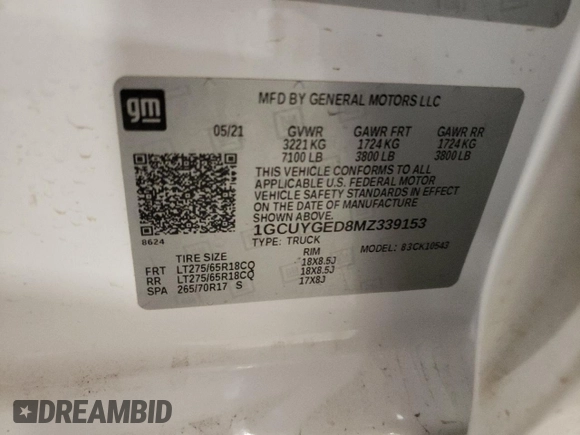 gm
MFD BY GENERAL MOTORS LLC
05/21 GVWR GAWR FRT GAWR RR
3221 KG 1724 KG 1724 KG
7100 LB 3800 LB 3800 LB
THIS VEHICLE CONFORMS TO ALL
APPLICABLE U.S. FEDERAL MOTOR
VEHICLE SAFETY STANDARDS IN EFFECT
ON THE DATE OF MANUFACTURE
SHOWN ABOVE.
1GCUYGED8MZ339153
8624
TYPE: TRUCK MODEL: 83CK10543
TIRE SIZE RIM
FRT LT275/65R18CQ 18X8.5J
RR LT275/65R18CQ 18X8.5J
SPA 265/70R17 S 17X8J
DREAMBID